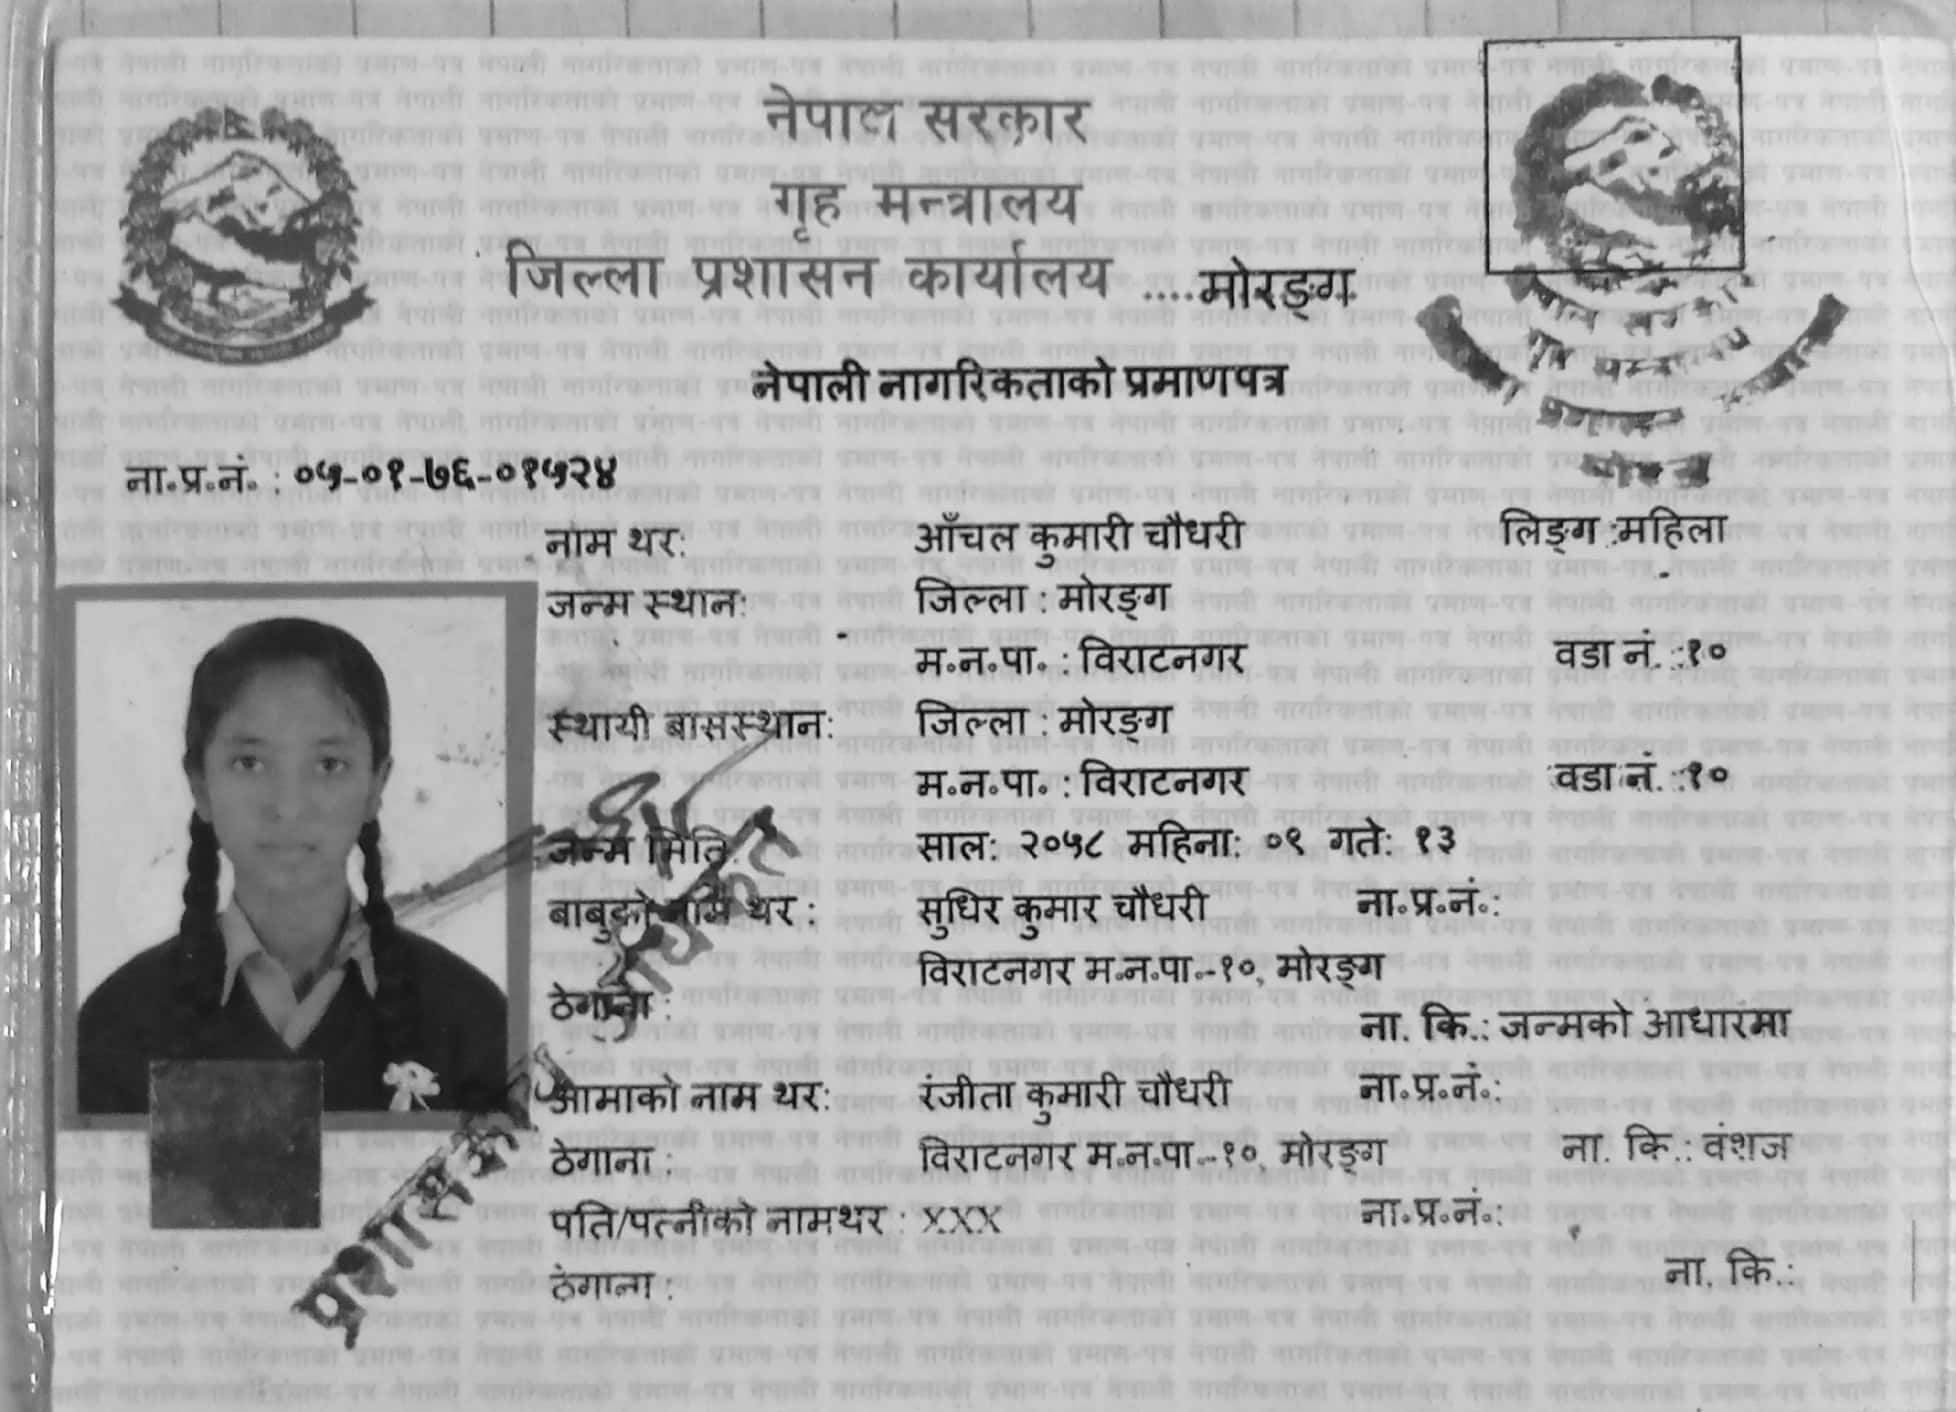 नेपाल सरकार
गृह मन्त्रालय
जिल्ला प्रशासन कार्यालय ....मोरङ्ग
नेपाली नागरिकताको प्रमाणपत्र
ना.प्र.नं. : ०५-०१-७६-०१५२४
नाम थर: आँचल कुमारी चौधरी लिङ्ग :महिला
जन्म स्थान: जिल्ला : मोरङ्ग
म.न.पा. : विराटनगर वडा नं. :१०
स्थायी बासस्थान: जिल्ला : मोरङ्ग
म.न.पा. : विराटनगर वडा नं. :१०
जन्म मिति: साल: २०५८ महिना: ०९ गते: १३
बाबुको नाम थर : सुधिर कुमार चौधरी ना.प्र.नं.:
विराटनगर म.न.पा.-१०, मोरङ्ग
ठेगाना :
ना. कि.: जन्मको आधारमा
आमाको नाम थर: रंजीता कुमारी चौधरी ना.प्र.नं.:
ठेगाना : विराटनगर म.न.पा.-१०, मोरङ्ग ना. कि.: वंशज
पति/पत्नीको नामथर : xxx ना.प्र.नं.:
ठेगाना : ना. कि.: